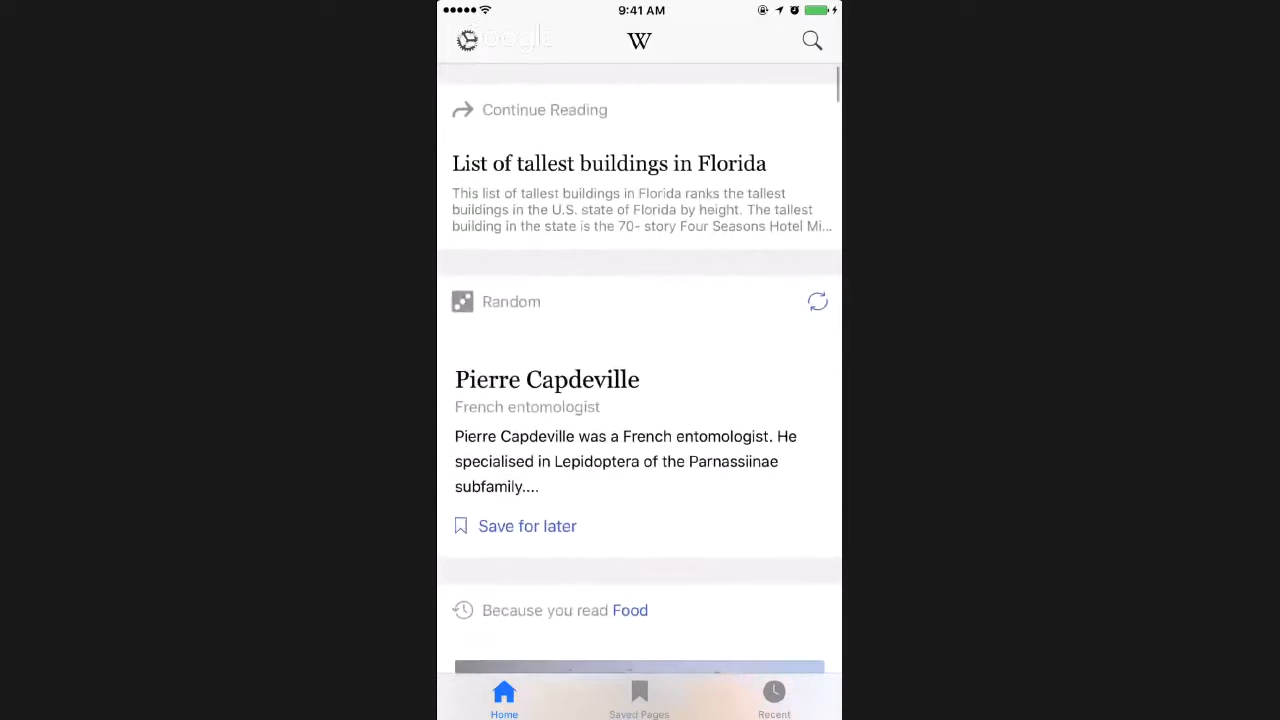 9:41 AM
Google
W
Continue Reading
List of tallest buildings in Florida
This list of tallest buildings in Florida ranks the tallest
buildings in the U.S. state of Florida by height. The tallest
building in the state is the 70- story Four Seasons Hotel Mi...
Random
Pierre Capdeville
French entomologist
Pierre Capdeville was a French entomologist. He
specialised in Lepidoptera of the Parnassiinae
subfamily....
Save for later
Because you read Food
Home
Saved Pages
Recent